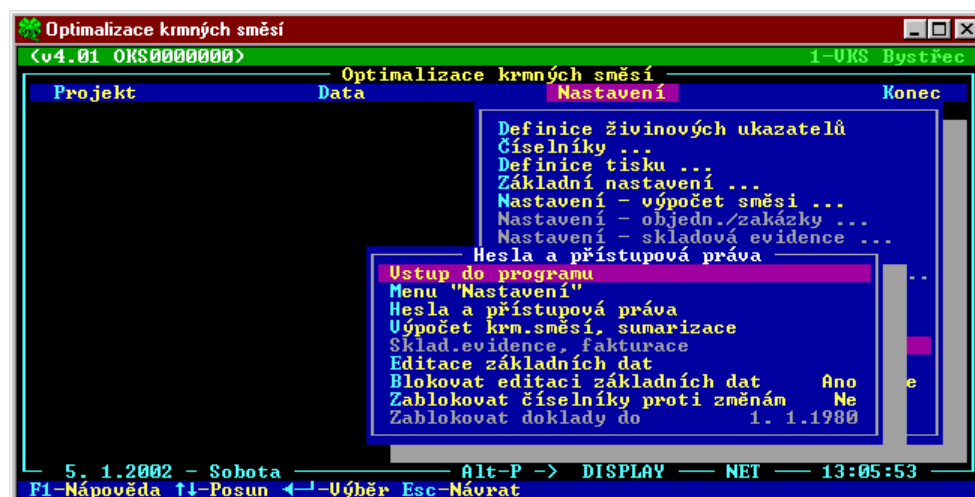 Optimalizace krmných směsí
(v4.01 OKS0000000) 1-VKS Bystřec
Optimalizace krmných směsí
Projekt Data Nastavení Konec
Definice živinových ukazatelů
Číselníky ...
Definice tisku ...
Základní nastavení ...
Nastavení - výpočet směsi ...
Nastavení - objedn./zakázky ...
Nastavení - skladová evidence ...
Hesla a přístupová práva
Vstup do programu
Menu "Nastavení"
Hesla a přístupová práva
Výpočet krm.směsí, sumarizace
Sklad.evidence, fakturace
Editace základních dat
Blokovat editaci základních dat Ano
Zablokovat číselníky proti změnám Ne
Zablokovat doklady do 1. 1.1980
5. 1.2002 - Sobota Alt-P -> DISPLAY NET 13:05:53
F1-Nápověda ↑↓-Posun ◄─┘-Výběr Esc-Návrat